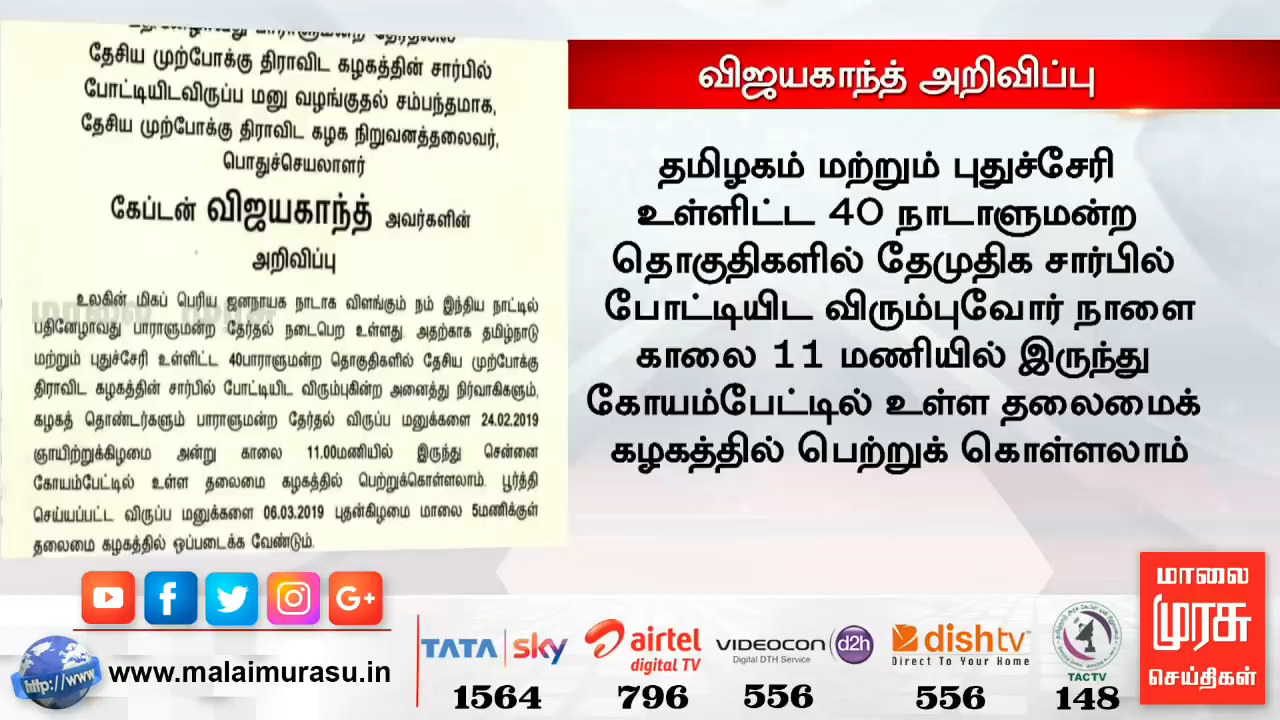 தேசிய முற்போக்கு திராவிட கழகத்தின் சார்பில்
போட்டியிடவிருப்ப மனு வழங்குதல் சம்பந்தமாக,
தேசிய முற்போக்கு திராவிட கழக நிறுவனத்தலைவர்,
பொதுச்செயலாளர்
கேப்டன் விஜயகாந்த் அவர்களின்
அறிவிப்பு
உலகின் மிகப் பெரிய ஜனநாயக நாடாக விளங்கும் நம் இந்திய நாட்டில்
பதினேழாவது பாராளுமன்ற தேர்தல் நடைபெற உள்ளது. அதற்காக தமிழ்நாடு
மற்றும் புதுச்சேரி உள்ளிட்ட 40பாராளுமன்ற தொகுதிகளில் தேசிய முற்போக்கு
திராவிட கழகத்தின் சார்பில் போட்டியிட விரும்புகின்ற அனைத்து நிர்வாகிகளும்,
கழகத் தொண்டர்களும் பாராளுமன்ற தேர்தல் விருப்ப மனுக்களை 24.02.2019
ஞாயிற்றுக்கிழமை அன்று காலை 11.00மணியில் இருந்து சென்னை
கோயம்பேட்டில் உள்ள தலைமை கழகத்தில் பெற்றுக்கொள்ளலாம். பூர்த்தி
செய்யப்பட்ட விருப்ப மனுக்களை 06.03.2019 புதன்கிழமை மாலை 5மணிக்குள்
தலைமை கழகத்தில் ஒப்படைக்க வேண்டும்.
விஜயகாந்த் அறிவிப்பு
தமிழகம் மற்றும் புதுச்சேரி
உள்ளிட்ட 40 நாடாளுமன்ற
தொகுதிகளில் தேமுதிக சார்பில்
போட்டியிட விரும்புவோர் நாளை
காலை 11 மணியில் இருந்து
கோயம்பேட்டில் உள்ள தலைமைக்
கழகத்தில் பெற்றுக் கொள்ளலாம்
G+
http://www
www.malaimurasu.in
TATA sky
1564
airtel
digital TV
796
VIDEOCON d2h
Digital DTH Service
556
dishtv
Direct To Your Home
556
TACTV
148
மாலை
முரசு
செய்திகள்